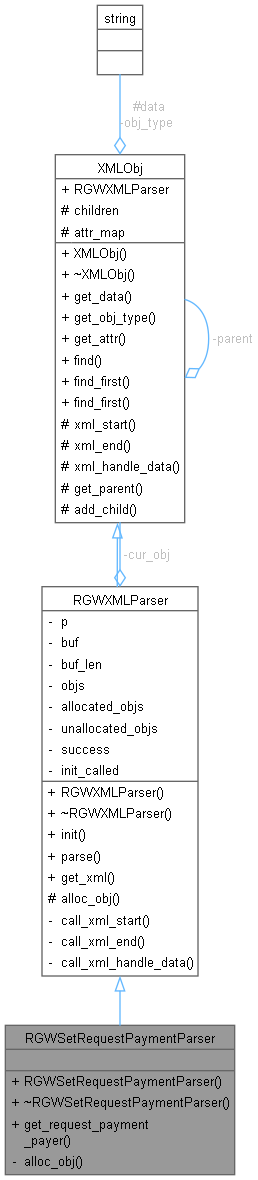 string
#data
-obj_type
XMLObj
+ RGWXMLParser
# children
# attr_map
+ XMLObj()
+ ~XMLObj()
+ get_data()
+ get_obj_type()
+ get_attr()
+ find()
+ find_first()
+ find_first()
# xml_start()
# xml_end()
# xml_handle_data()
# get_parent()
# add_child()
-parent
-cur_obj
RGWXMLParser
- p
- buf
- buf_len
- objs
- allocated_objs
- unallocated_objs
- success
- init_called
+ RGWXMLParser()
+ ~RGWXMLParser()
+ init()
+ parse()
+ get_xml()
# alloc_obj()
- call_xml_start()
- call_xml_end()
- call_xml_handle_data()
RGWSetRequestPaymentParser
+ RGWSetRequestPaymentParser()
+ ~RGWSetRequestPaymentParser()
+ get_request_payment
_payer()
- alloc_obj()